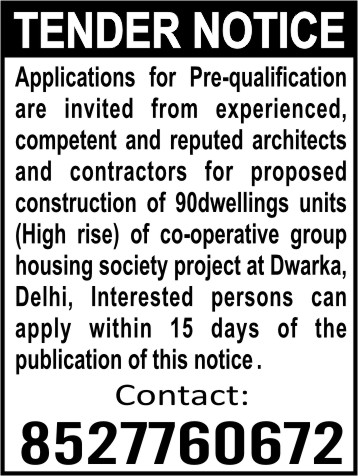 TENDER NOTICE
Applications for Pre-qualification
are invited from experienced,
competent and reputed architects
and contractors for proposed
construction of 90dwellings units
(High rise) of co-operative group
housing society project at Dwarka,
Delhi, Interested persons can
apply within 15 days of the
publication of this notice .
Contact:
8527760672